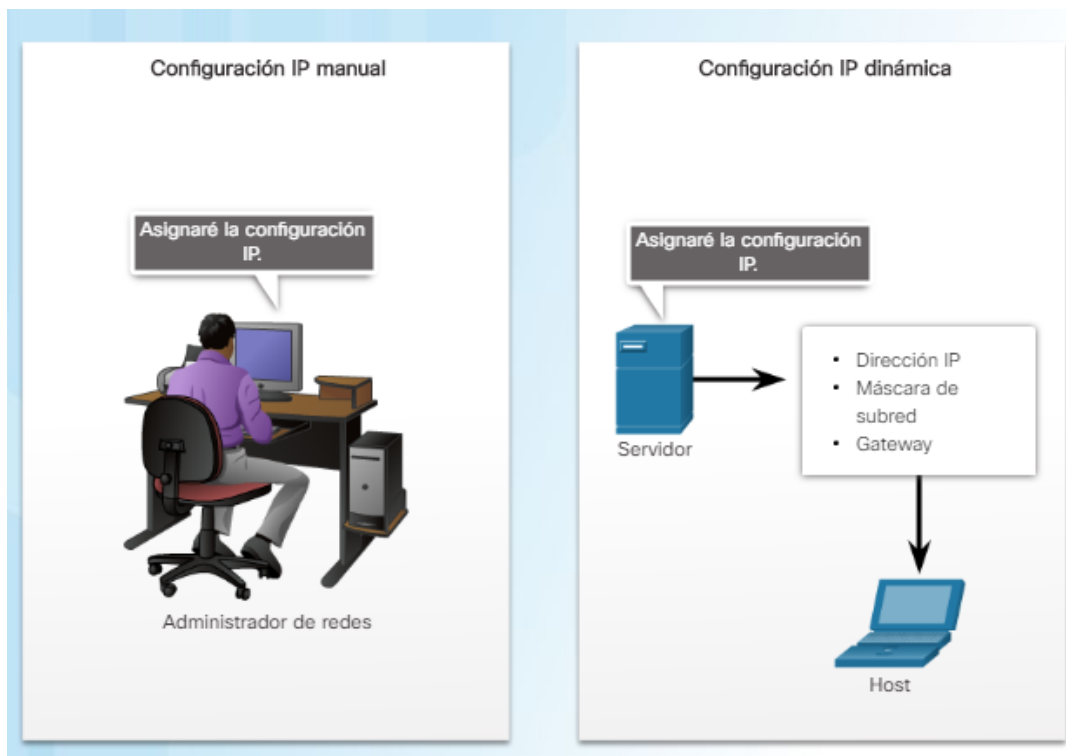 Configuración IP manual
Asignaré la configuración
IP.
Administrador de redes
Configuración IP dinámica
Asignaré la configuración
IP.
Servidor
▪ Dirección IP
▪ Máscara de
subred
▪ Gateway
Host